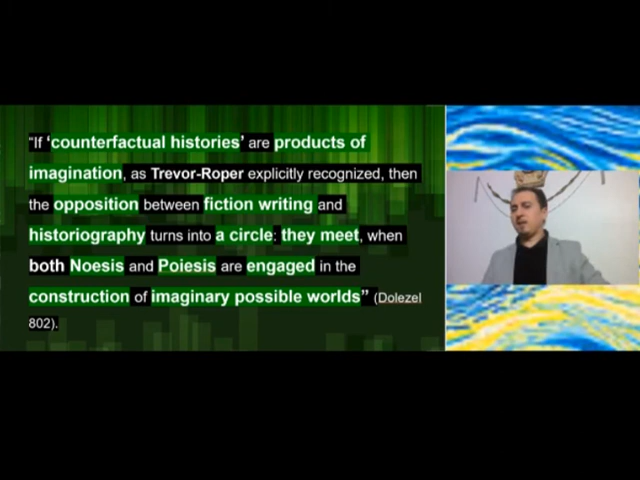 “If ‘counterfactual histories’ are products of
imagination, as Trevor-Roper explicitly recognized, then
the opposition between fiction writing and
historiography turns into a circle: they meet, when
both Noesis and Poiesis are engaged in the
construction of imaginary possible worlds” (Dolezel
802).